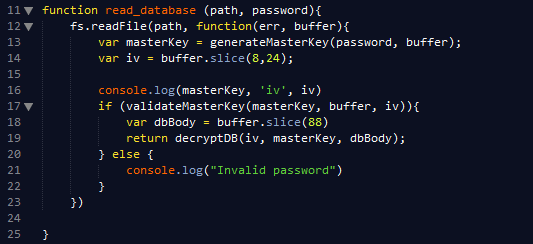 11 function read_database (path, password){
12     fs.readFile(path, function(err, buffer){
13         var masterKey = generateMasterKey(password, buffer);
14         var iv = buffer.slice(8,24);
15
16         console.log(masterKey, 'iv', iv)
17         if (validateMasterKey(masterKey, buffer, iv)){
18             var dbBody = buffer.slice(88)
19             return decryptDB(iv, masterKey, dbBody);
20         } else {
21             console.log("Invalid password")
22         }
23     })
24
25 }